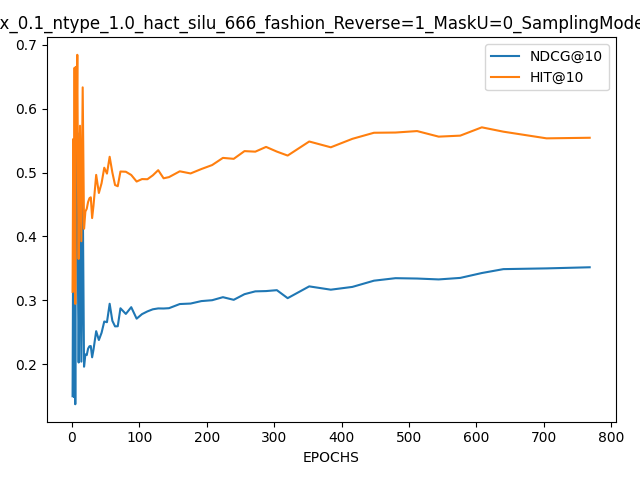 x_0.1_ntype_1.0_hact_silu_666_fashion_Reverse=1_MaskU=0_SamplingMode
NDCG@10
HIT@10
0.7
0.6
0.5
0.4
0.3
0.2
0 100 200 300 400 500 600 700 800
EPOCHS